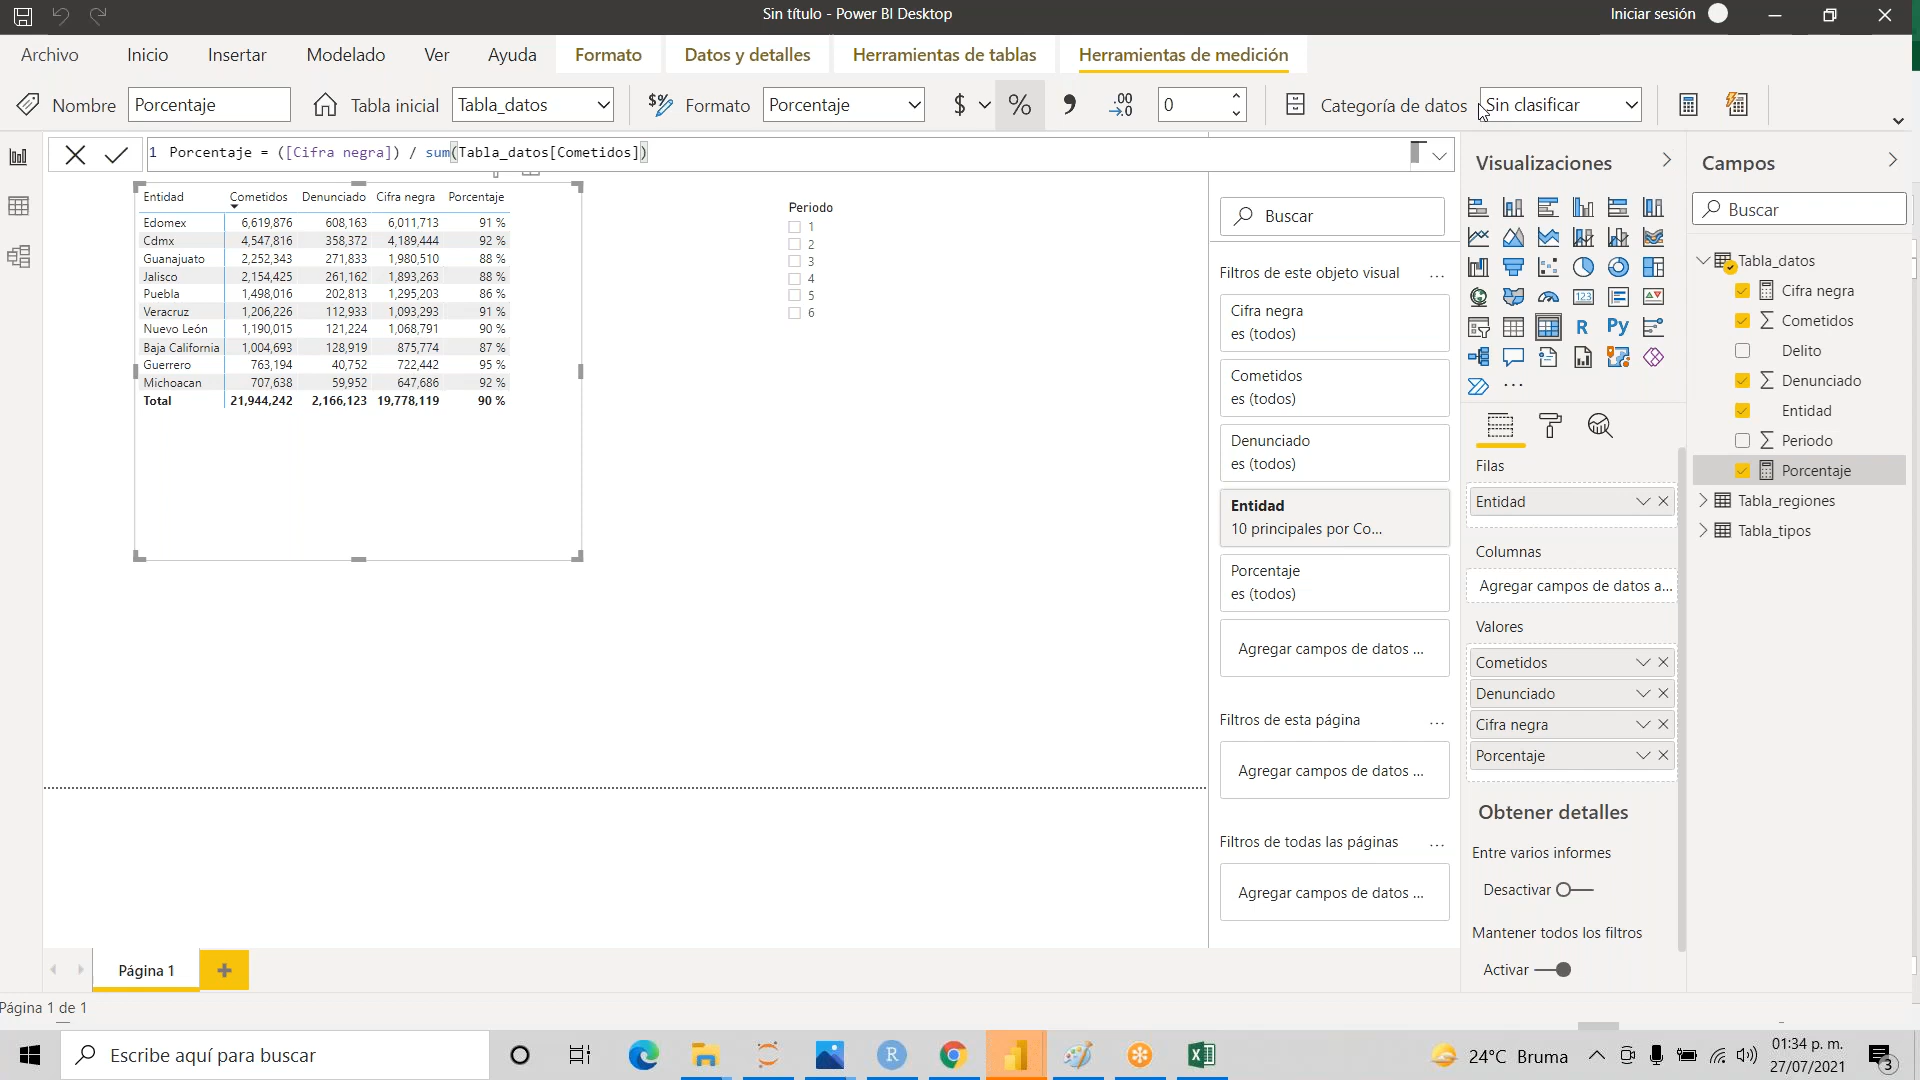 Sin título - Power BI Desktop
Iniciar sesión
Archivo
Inicio
Insertar
Modelado
Ver
Ayuda
Formato
Datos y detalles
Herramientas de tablas
Herramientas de medición
Nombre
Porcentaje
Tabla inicial
Tabla_datos
Formato
Porcentaje
$
%
.00
.0
0
Categoría de datos
Sin clasificar
1 Porcentaje = ([Cifra negra]) / sum(Tabla_datos[Cometidos])
Entidad Cometidos Denunciado Cifra negra Porcentaje
Edomex 6,619,876 608,163 6,011,713 91 %
Cdmx 4,547,816 358,372 4,189,444 92 %
Guanajuato 2,252,343 271,833 1,980,510 88 %
Jalisco 2,154,425 261,162 1,893,263 88 %
Puebla 1,498,016 202,813 1,295,203 86 %
Veracruz 1,206,226 112,933 1,093,293 91 %
Nuevo León 1,190,015 121,224 1,068,791 90 %
Baja California 1,004,693 128,919 875,774 87 %
Guerrero 763,194 40,752 722,442 95 %
Michoacan 707,638 59,952 647,686 92 %
Total 21,944,242 2,166,123 19,778,119 90 %
Periodo
1
2
3
4
5
6
Buscar
Filtros de este objeto visual ...
Cifra negra
es (todos)
Cometidos
es (todos)
Denunciado
es (todos)
Entidad
10 principales por Co...
Porcentaje
es (todos)
Agregar campos de datos ...
Filtros de esta página ...
Agregar campos de datos ...
Filtros de todas las páginas ...
Agregar campos de datos ...
Visualizaciones
123
R
Py
...
Filas
Entidad
Columnas
Agregar campos de datos a...
Valores
Cometidos
Denunciado
Cifra negra
Porcentaje
Obtener detalles
Entre varios informes
Desactivar
Mantener todos los filtros
Activar
Campos
Buscar
Tabla_datos
Cifra negra
Cometidos
Delito
Denunciado
Entidad
Periodo
Porcentaje
Tabla_regiones
Tabla_tipos
Página 1
Página 1 de 1
Escribe aquí para buscar
R
24°C Bruma
01:34 p. m.
27/07/2021
3